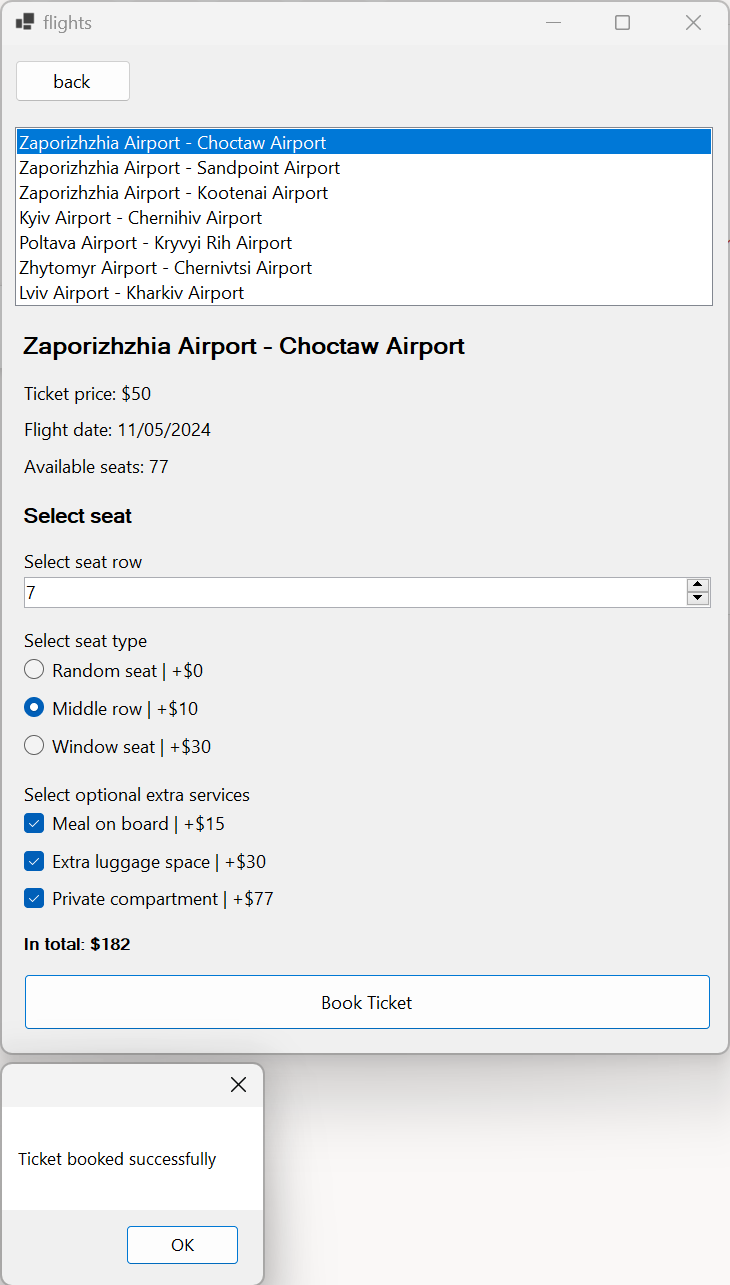 flights
back
Zaporizhzhia Airport - Choctaw Airport
Zaporizhzhia Airport - Sandpoint Airport
Zaporizhzhia Airport - Kootenai Airport
Kyiv Airport - Chernihiv Airport
Poltava Airport - Kryvyi Rih Airport
Zhytomyr Airport - Chernivtsi Airport
Lviv Airport - Kharkiv Airport
Zaporizhzhia Airport - Choctaw Airport
Ticket price: $50
Flight date: 11/05/2024
Available seats: 77
Select seat
Select seat row
7
Select seat type
Random seat | +$0
Middle row | +$10
Window seat | +$30
Select optional extra services
Meal on board | +$15
Extra luggage space | +$30
Private compartment | +$77
In total: $182
Book Ticket
Ticket booked successfully
OK